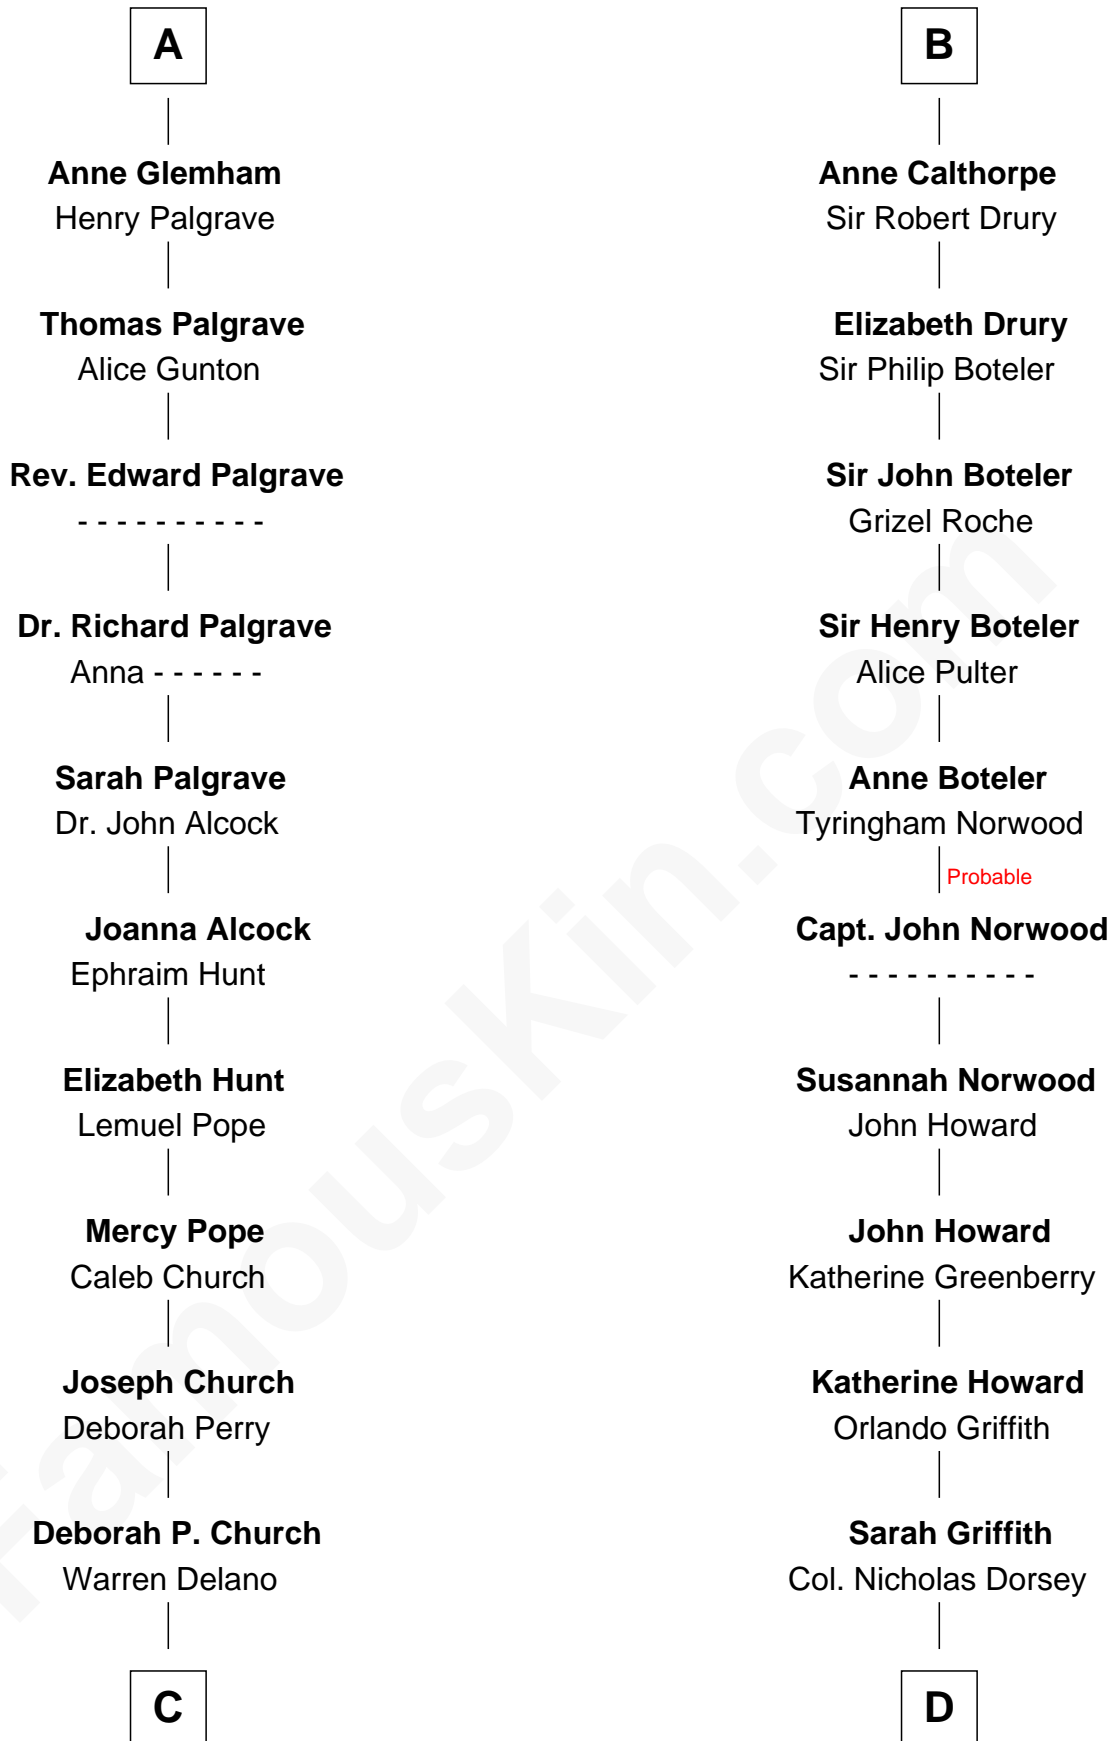 A
Anne Glemham
Henry Palgrave
Thomas Palgrave
Alice Gunton
Rev. Edward Palgrave
- - - - - - - - - -
Dr. Richard Palgrave
Anna - - - - - -
Sarah Palgrave
Dr. John Alcock
Joanna Alcock
Ephraim Hunt
Elizabeth Hunt
Lemuel Pope
Mercy Pope
Caleb Church
Joseph Church
Deborah Perry
Deborah P. Church
Warren Delano
C
B
Anne Calthorpe
Sir Robert Drury
Elizabeth Drury
Sir Philip Boteler
Sir John Boteler
Grizel Roche
Sir Henry Boteler
Alice Pulter
Anne Boteler
Tyringham Norwood
Probable
Capt. John Norwood
- - - - - - - - - -
Susannah Norwood
John Howard
John Howard
Katherine Greenberry
Katherine Howard
Orlando Griffith
Sarah Griffith
Col. Nicholas Dorsey
D
FamousKin.com